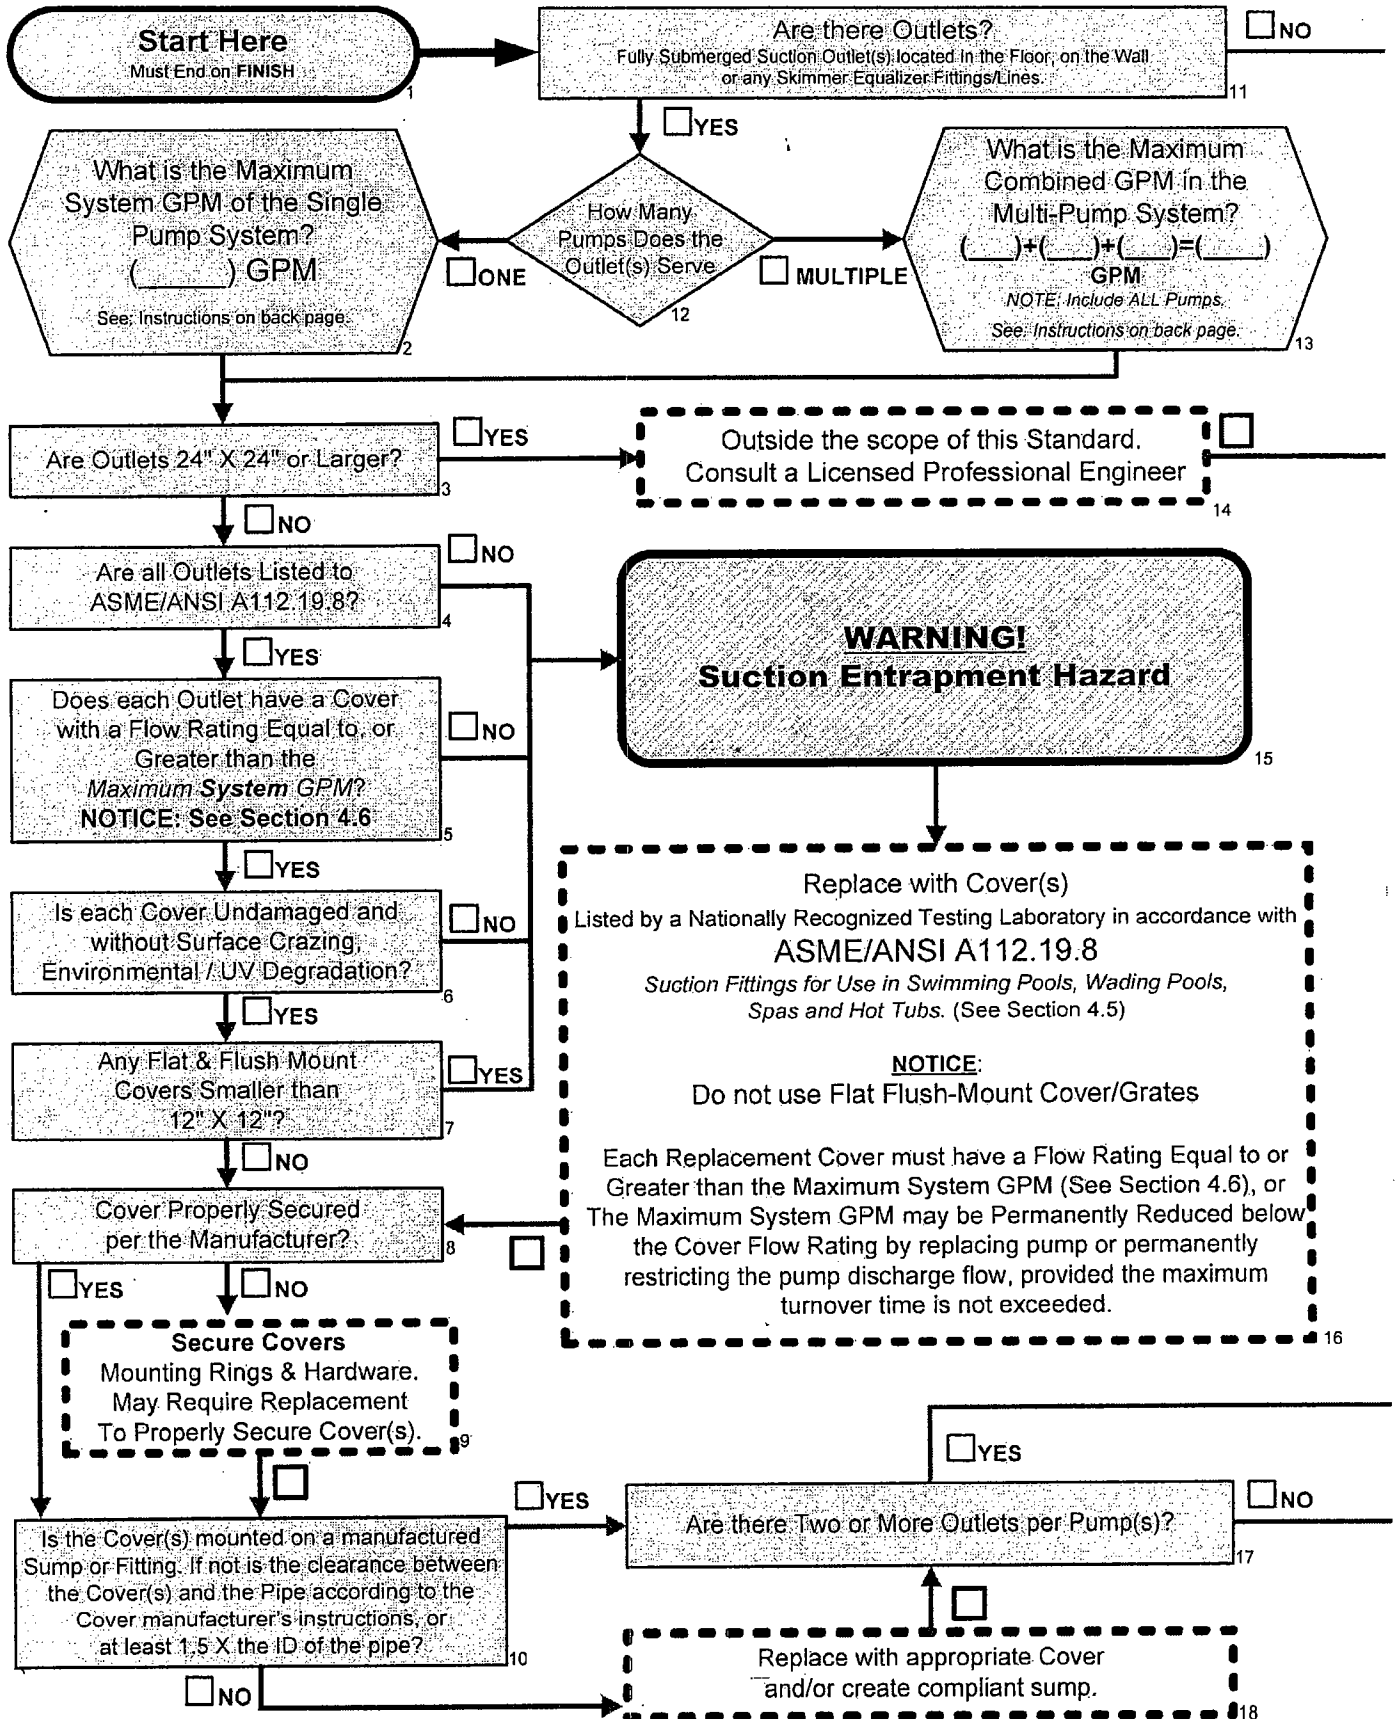 Start Here
Must End on FINISH
1
Are there Outlets?
Fully Submerged Suction Outlet(s) located in the Floor, on the Wall
or any Skimmer Equalizer Fittings/Lines.
11
NO
YES
What is the Maximum
System GPM of the Single
Pump System?
(_____) GPM
See: Instructions on back page.
2
How Many
Pumps Does the
Outlet(s) Serve
12
ONE
MULTIPLE
What is the Maximum
Combined GPM in the
Multi-Pump System?
(___)+(___)+(___)=(____)
GPM
NOTE: Include ALL Pumps.
See: Instructions on back page.
13
Are Outlets 24" X 24" or Larger?
3
YES
Outside the scope of this Standard.
Consult a Licensed Professional Engineer
14
NO
Are all Outlets Listed to
ASME/ANSI A112.19.8?
4
NO
YES
WARNING!
Suction Entrapment Hazard
15
Does each Outlet have a Cover
with a Flow Rating Equal to, or
Greater than the
Maximum System GPM?
NOTICE: See Section 4.6
5
NO
YES
Is each Cover Undamaged and
without Surface Crazing,
Environmental / UV Degradation?
6
NO
YES
Any Flat & Flush Mount
Covers Smaller than
12" X 12"?
7
YES
NO
Replace with Cover(s)
Listed by a Nationally Recognized Testing Laboratory in accordance with
ASME/ANSI A112.19.8
Suction Fittings for Use in Swimming Pools, Wading Pools,
Spas and Hot Tubs. (See Section 4.5)
NOTICE:
Do not use Flat Flush-Mount Cover/Grates
Each Replacement Cover must have a Flow Rating Equal to or
Greater than the Maximum System GPM (See Section 4.6), or
The Maximum System GPM may be Permanently Reduced below
the Cover Flow Rating by replacing pump or permanently
restricting the pump discharge flow, provided the maximum
turnover time is not exceeded.
16
Cover Properly Secured
per the Manufacturer?
8
YES
NO
Secure Covers
Mounting Rings & Hardware.
May Require Replacement
To Properly Secure Cover(s).
9
Is the Cover(s) mounted on a manufactured
Sump or Fitting. If not is the clearance between
the Cover(s) and the Pipe according to the
Cover manufacturer's instructions, or
at least 1.5 X the ID of the pipe?
10
YES
NO
Are there Two or More Outlets per Pump(s)?
17
YES
NO
Replace with appropriate Cover
and/or create compliant sump.
18